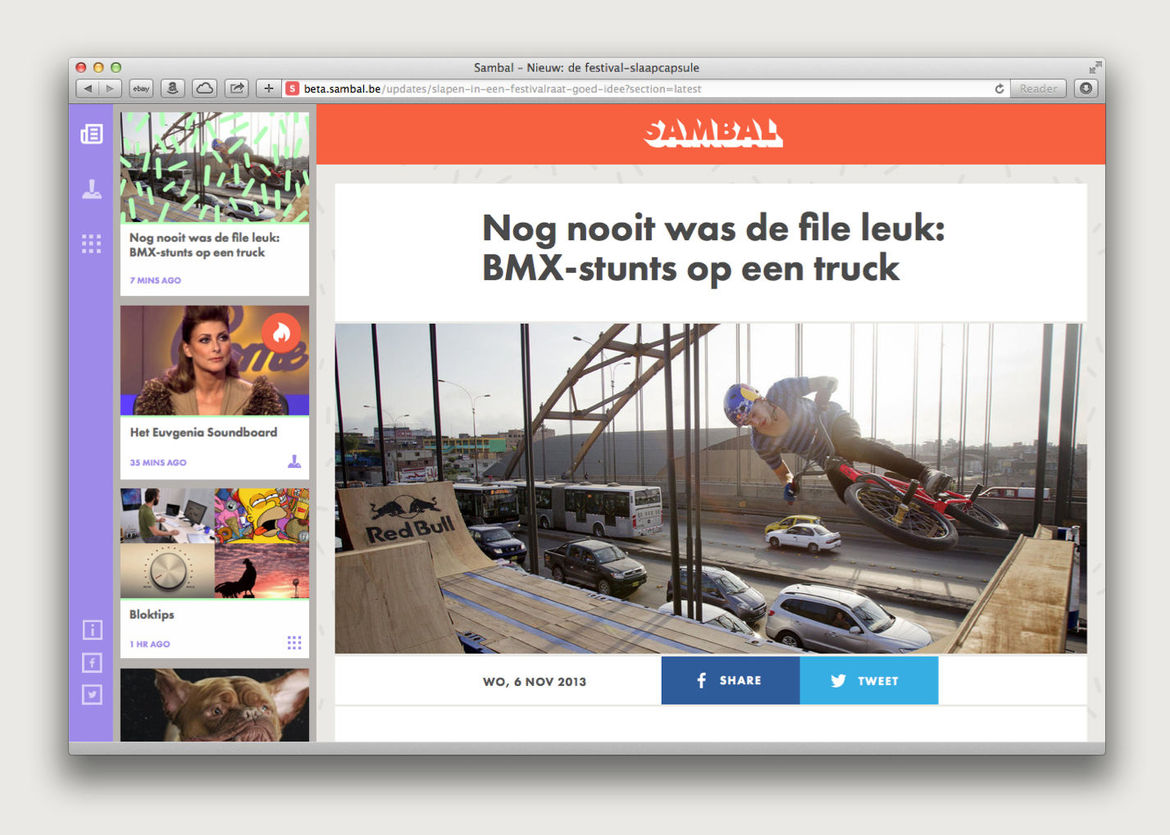 Sambal – Nieuw: de festival-slaapcapsule
ebay
S
beta.sambal.be/updates/slapen-in-een-festivalraat-goed-idee?section=latest
Reader
SAMBAL
Nog nooit was de file leuk:
BMX-stunts op een truck
7 MINS AGO
Het Euvgenia Soundboard
35 MINS AGO
Bloktips
1 HR AGO
Nog nooit was de file leuk:
BMX-stunts op een truck
Red Bull
WO, 6 NOV 2013
SHARE
TWEET